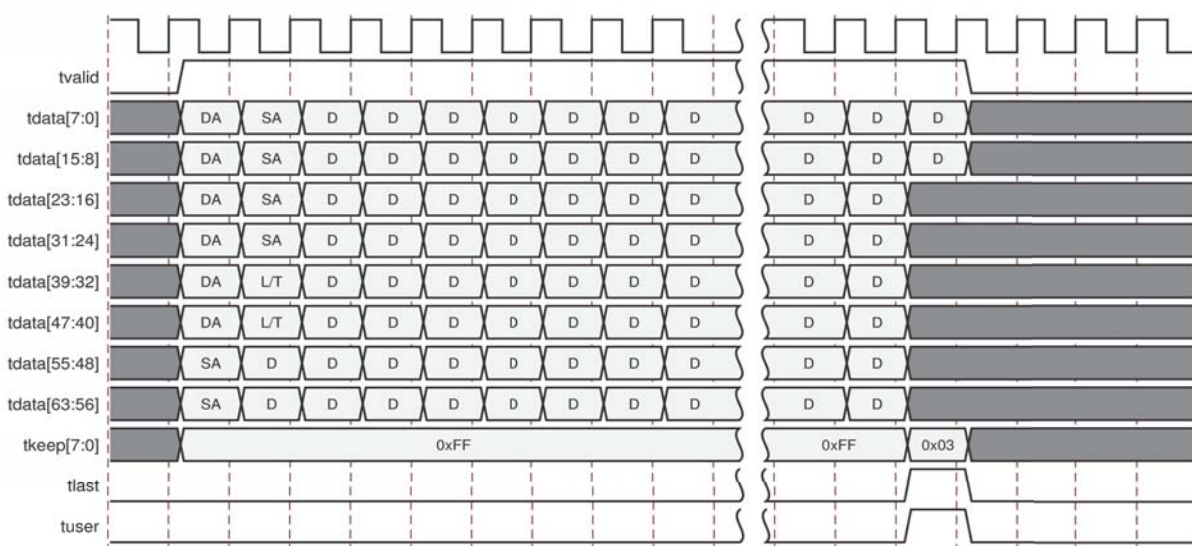 tvalid
tdata[7:0] DA SA D D D D D D D D D D
tdata[15:8] DA SA D D D D D D D D D D
tdata[23:16] DA SA D D D D D D D D D
tdata[31:24] DA SA D D D D D D D D D
tdata[39:32] DA L/T D D D D D D D D D
tdata[47:40] DA L/T D D D D D D D D D
tdata[55:48] SA D D D D D D D D D D
tdata[63:56] SA D D D D D D D D D D
tkeep[7:0] 0xFF 0xFF 0x03
tlast
tuser